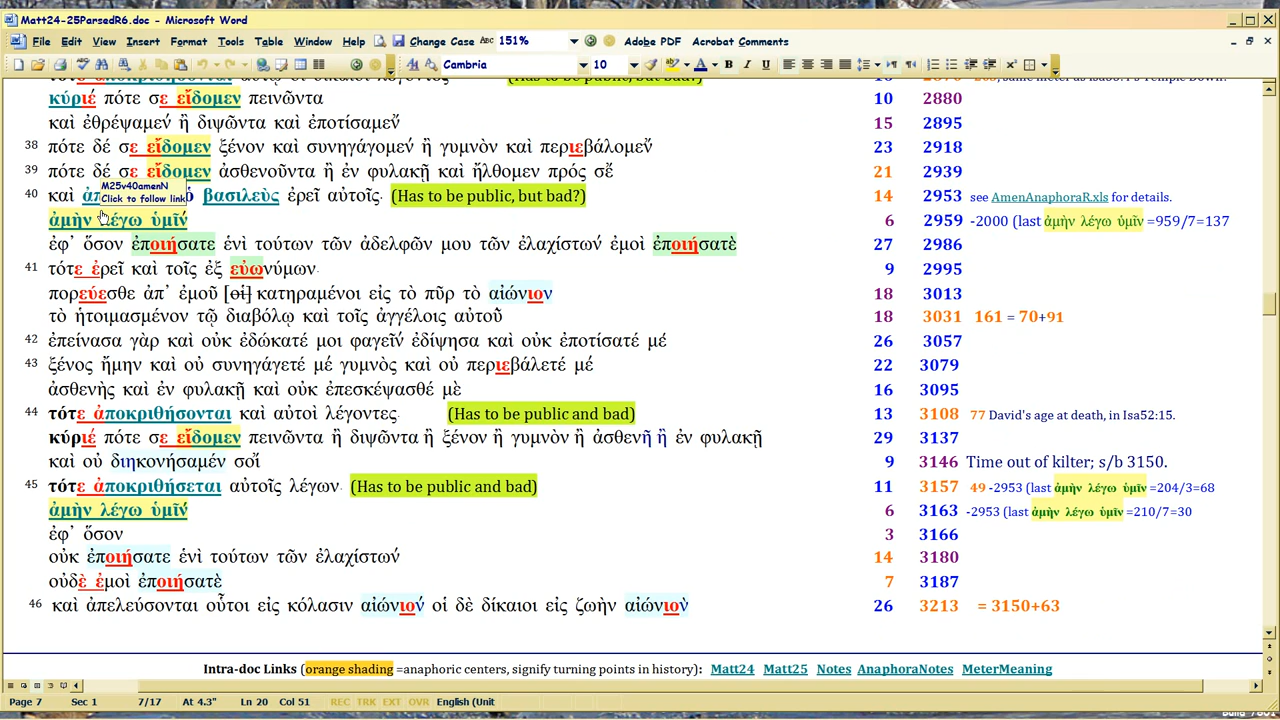 Matt24-25ParsedR6.doc - Microsoft Word
File Edit View Insert Format Tools Table Window Help Change Case 151% Adobe PDF Acrobat Comments
Cambria 10
κύριέ πότε σε εἴδομεν πεινῶντα 10 2880
καὶ ἐθρέψαμεν ἢ διψῶντα καὶ ἐποτίσαμεν 15 2895
38 πότε δέ σε εἴδομεν ξένον καὶ συνηγάγομεν ἢ γυμνὸν καὶ περιεβάλομεν 23 2918
39 πότε δέ σε εἴδομεν ἀσθενοῦντα ἢ ἐν φυλακῇ καὶ ἤλθομεν πρός σε 21 2939
M25v40amenN
Click to follow link
40 καὶ βασιλεὺς ἐρεῖ αὐτοῖς. (Has to be public, but bad?) 14 2953 see AmenAnaphoraR.xls for details.
ἀμὴν λέγω ὑμῖν 6 2959 -2000 (last ἀμὴν λέγω ὑμῖν =959/7=137
ἐφ᾽ ὅσον ἐποιήσατε ἑνὶ τούτων τῶν ἀδελφῶν μου τῶν ἐλαχίστων ἐμοὶ ἐποιήσατὲ 27 2986
41 τότε ἐρεῖ καὶ τοῖς ἐξ εὐωνύμων· 9 2995
πορεύεσθε ἀπ᾽ ἐμοῦ [οἱ] κατηραμένοι εἰς τὸ πῦρ τὸ αἰώνιον 18 3013
τὸ ἡτοιμασμένον τῷ διαβόλῳ καὶ τοῖς ἀγγέλοις αὐτοῦ 18 3031 161 = 70+91
42 ἐπείνασα γὰρ καὶ οὐκ ἐδώκατέ μοι φαγεῖν ἐδίψησα καὶ οὐκ ἐποτίσατέ μέ 26 3057
43 ξένος ἤμην καὶ οὐ συνηγάγετέ με γυμνὸς καὶ οὐ περιεβάλετέ μέ 22 3079
ἀσθενὴς καὶ ἐν φυλακῇ καὶ οὐκ ἐπεσκέψασθέ μὲ 16 3095
44 τότε ἀποκριθήσονται καὶ αὐτοὶ λέγοντες· (Has to be public and bad) 13 3108 77 David's age at death, in Isa52:15.
κύριέ πότε σε εἴδομεν πεινῶντα ἢ διψῶντα ἢ ξένον ἢ γυμνὸν ἢ ἀσθενῆ ἢ ἐν φυλακῇ 29 3137
καὶ οὐ διηκονήσαμέν σοί 9 3146 Time out of kilter; s/b 3150.
45 τότε ἀποκριθήσεται αὐτοῖς λέγων· (Has to be public and bad) 11 3157 49 -2953 (last ἀμὴν λέγω ὑμῖν =204/3=68
ἀμὴν λέγω ὑμῖν 6 3163 -2953 (last ἀμὴν λέγω ὑμῖν =210/7=30
ἐφ᾽ ὅσον 3 3166
οὐκ ἐποιήσατε ἑνὶ τούτων τῶν ἐλαχίστων 14 3180
οὐδὲ ἐμοὶ ἐποιήσατὲ 7 3187
46 καὶ ἀπελεύσονται οὗτοι εἰς κόλασιν αἰώνιον οἱ δὲ δίκαιοι εἰς ζωὴν αἰώνιον 26 3213 = 3150+63
Intra-doc Links (orange shading =anaphoric centers, signify turning points in history): Matt24 Matt25 Notes AnaphoraNotes MeterMeaning
Page 7 Sec 1 7/17 At 4.3" Ln 20 Col 51 REC TRK EXT OVR English (Unit